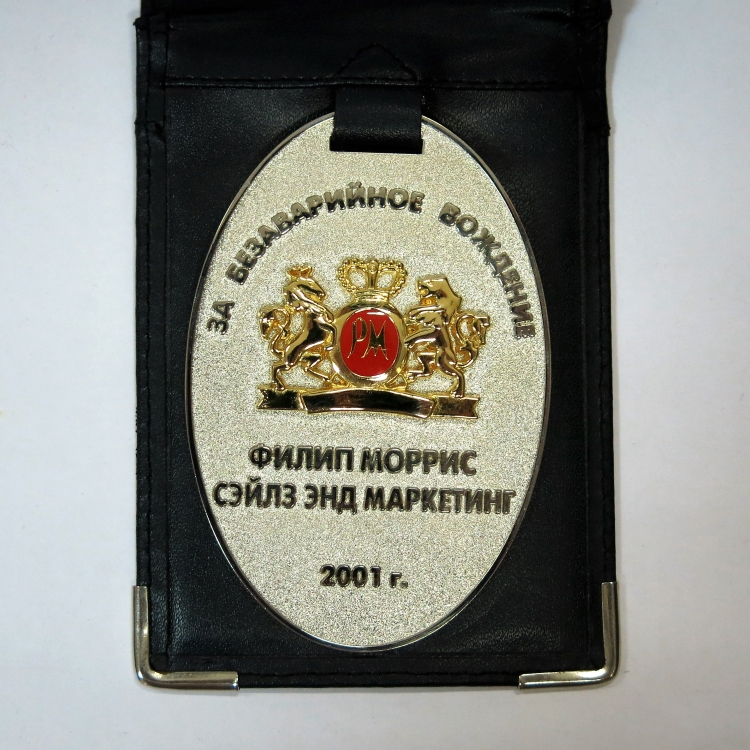 ЗА БЕЗАВАРИЙНОЕ ВОЖДЕНИЕ
PM
ФИЛИП МОРРИС
СЭЙЛЗ ЭНД МАРКЕТИНГ
2001 г.